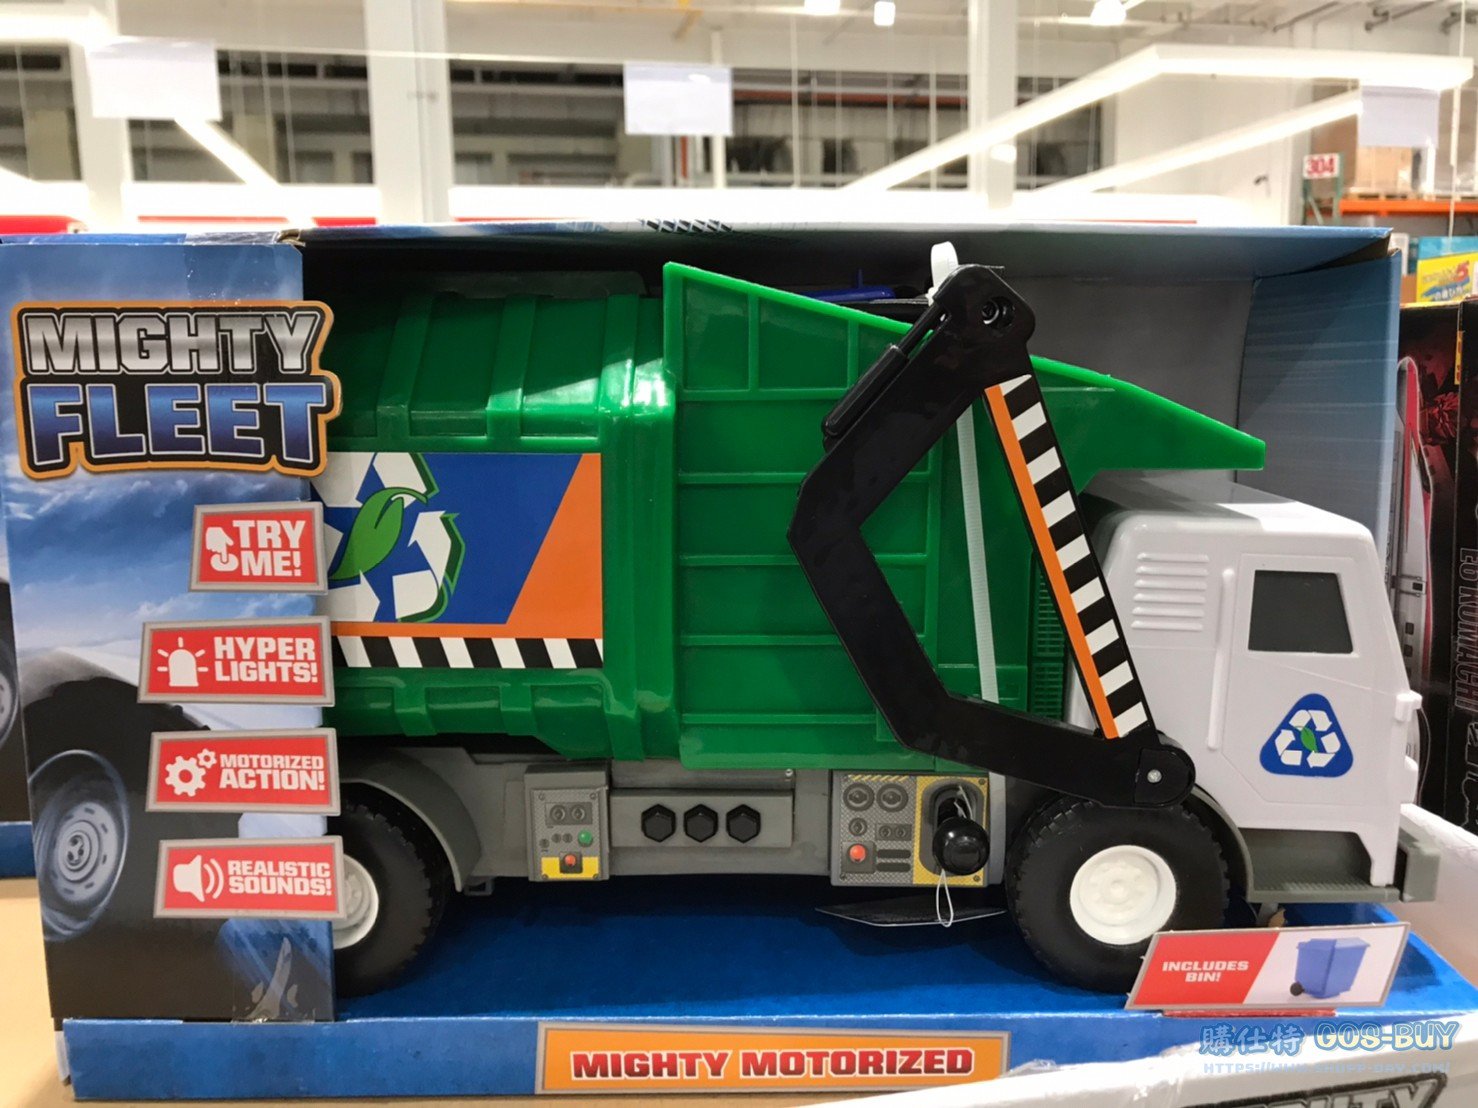 304
MIGHTY
FLEET
TRY
ME!
HYPER
LIGHTS!
MOTORIZED
ACTION!
REALISTIC
SOUNDS!
INCLUDES
BIN!
MIGHTY MOTORIZED
購仕特 GOS-BUY